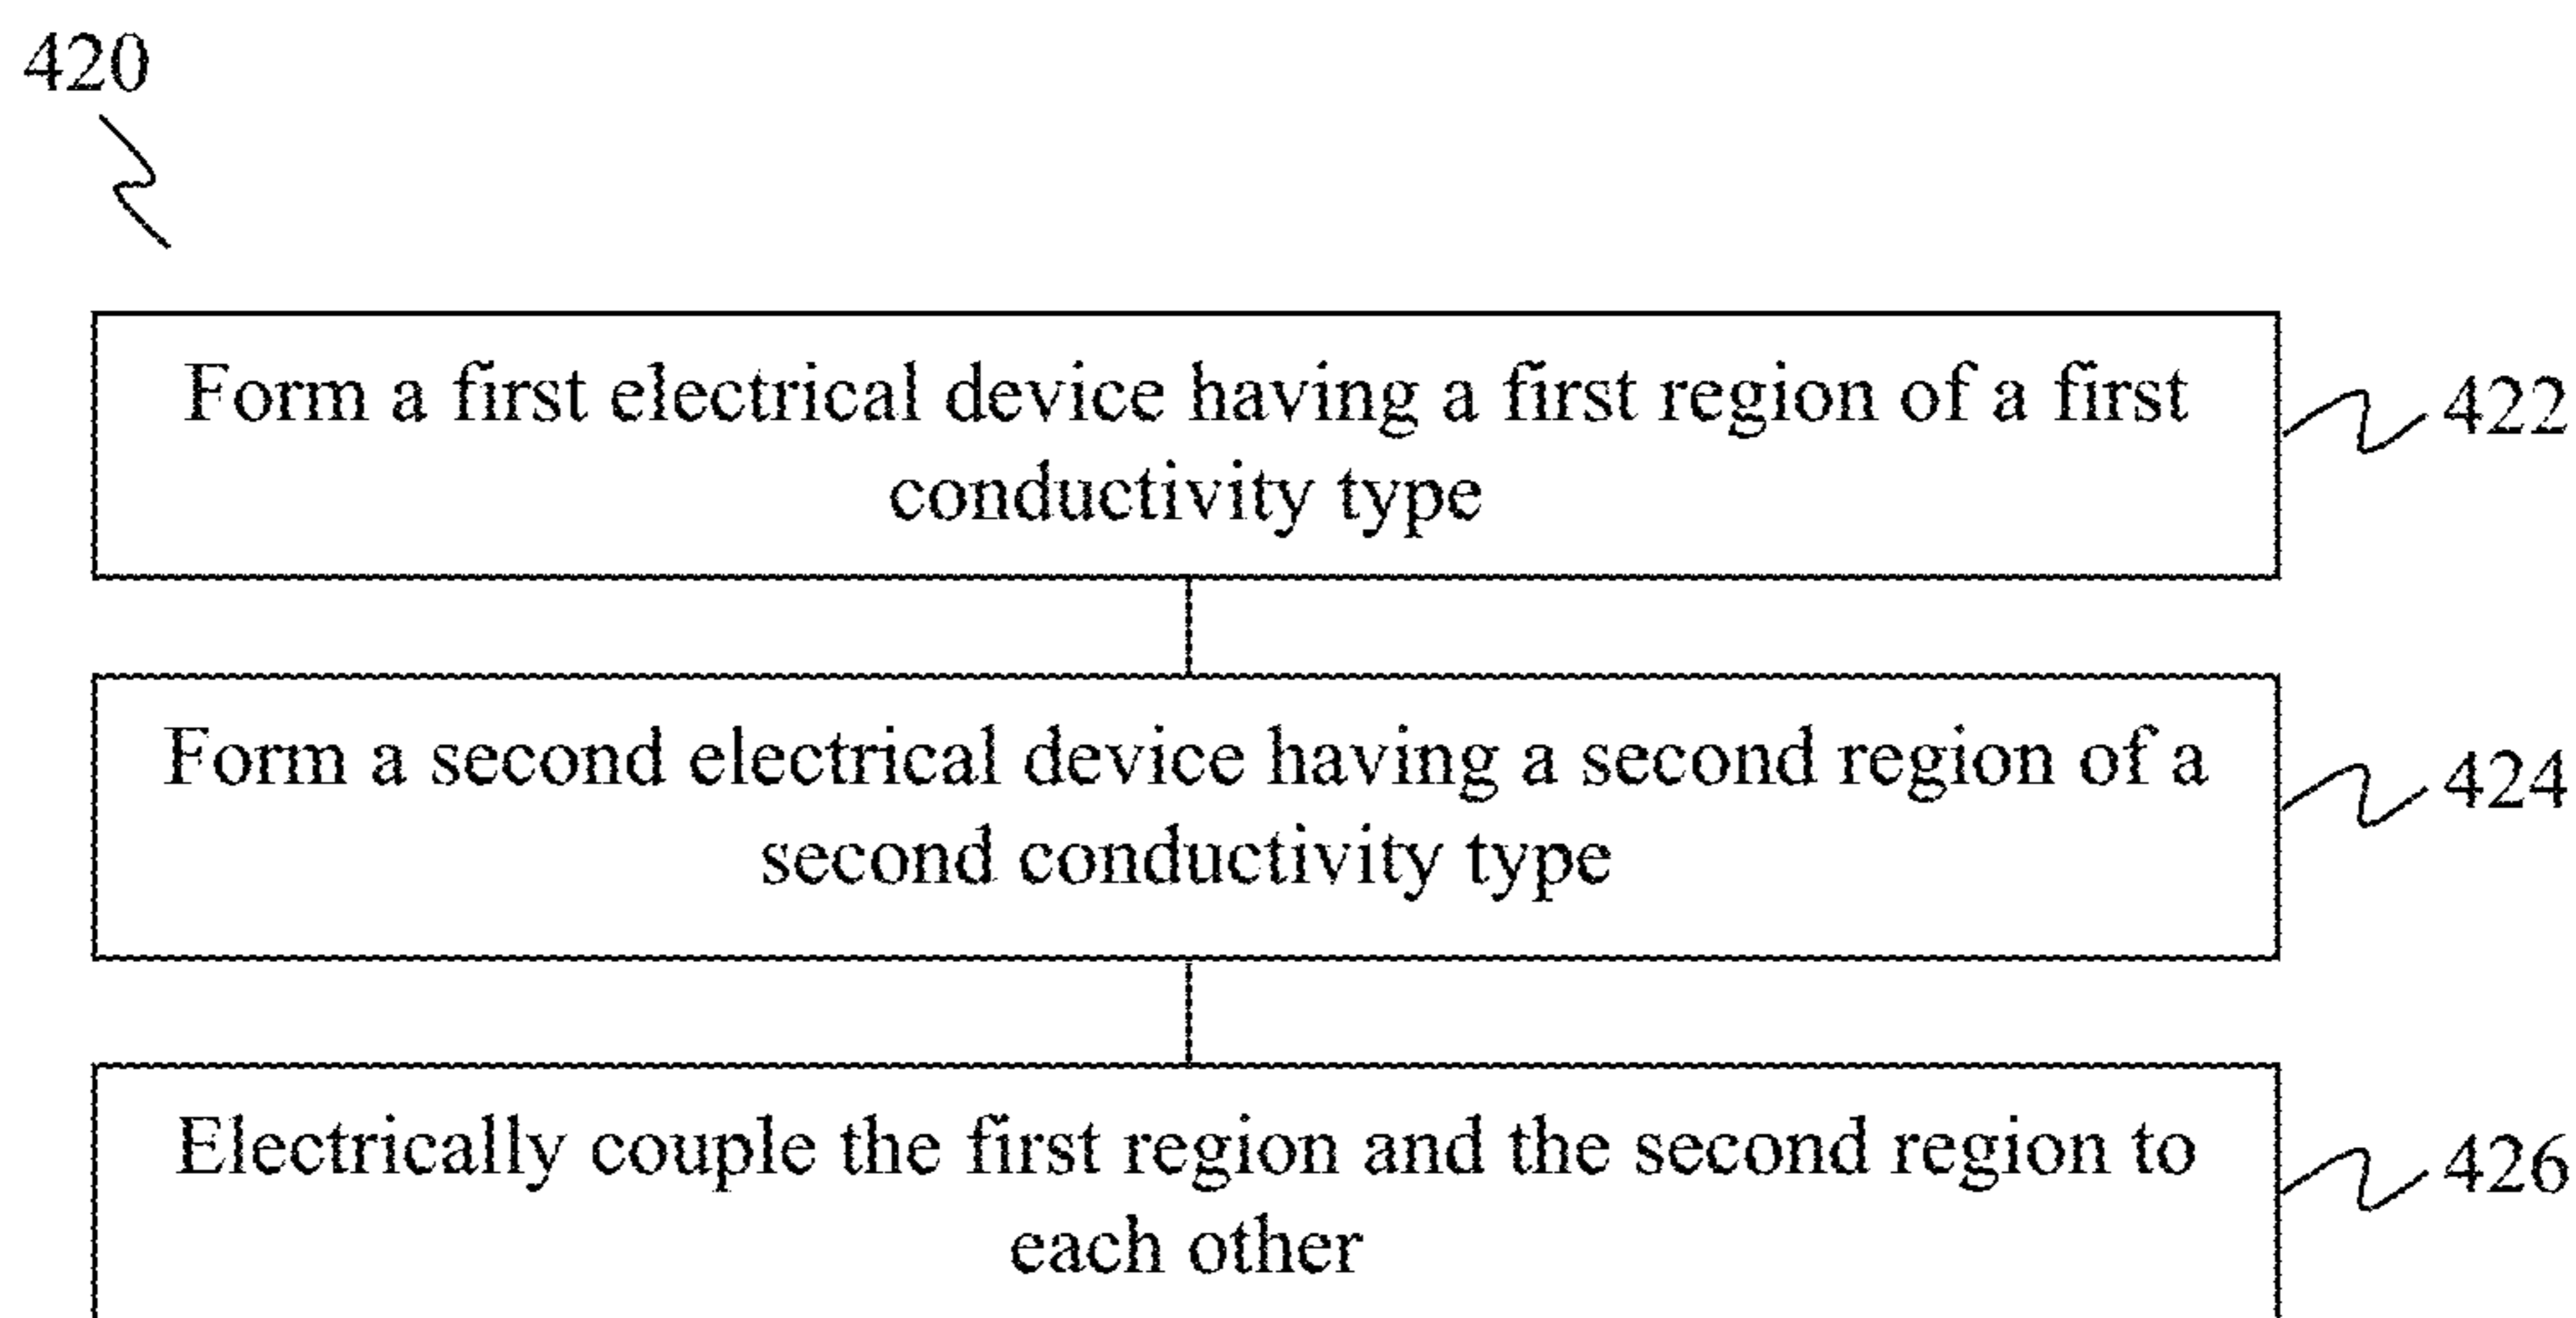 420
Form a first electrical device having a first region of a first
conductivity type
422
Form a second electrical device having a second region of a
second conductivity type
424
Electrically couple the first region and the second region to
each other
426